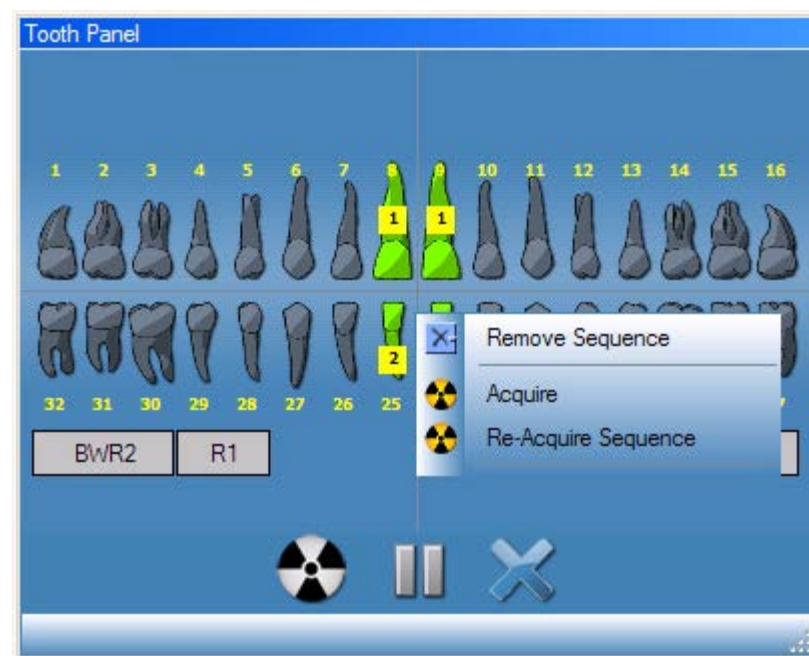 Tooth Panel
1 2 3 4 5 6 7 8 9 10 11 12 13 14 15 16
1 1
Remove Sequence
2
Acquire
32 31 30 29 28 27 26 25
Re-Acquire Sequence
BWR2 R1